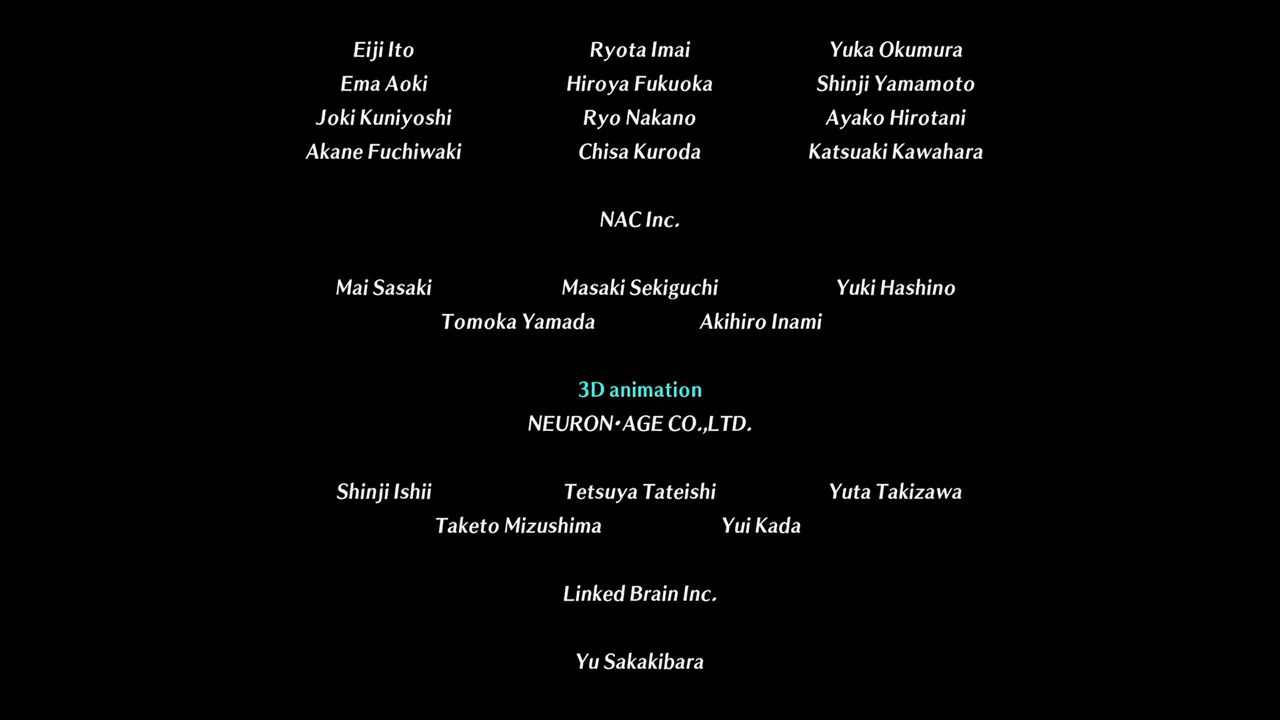 Eiji Ito Ryota Imai Yuka Okumura
Ema Aoki Hiroya Fukuoka Shinji Yamamoto
Joki Kuniyoshi Ryo Nakano Ayako Hirotani
Akane Fuchiwaki Chisa Kuroda Katsuaki Kawahara
NAC Inc.
Mai Sasaki Masaki Sekiguchi Yuki Hashino
Tomoka Yamada Akihiro Inami
3D animation
NEURON•AGE CO.,LTD.
Shinji Ishii Tetsuya Tateishi Yuta Takizawa
Taketo Mizushima Yui Kada
Linked Brain Inc.
Yu Sakakibara